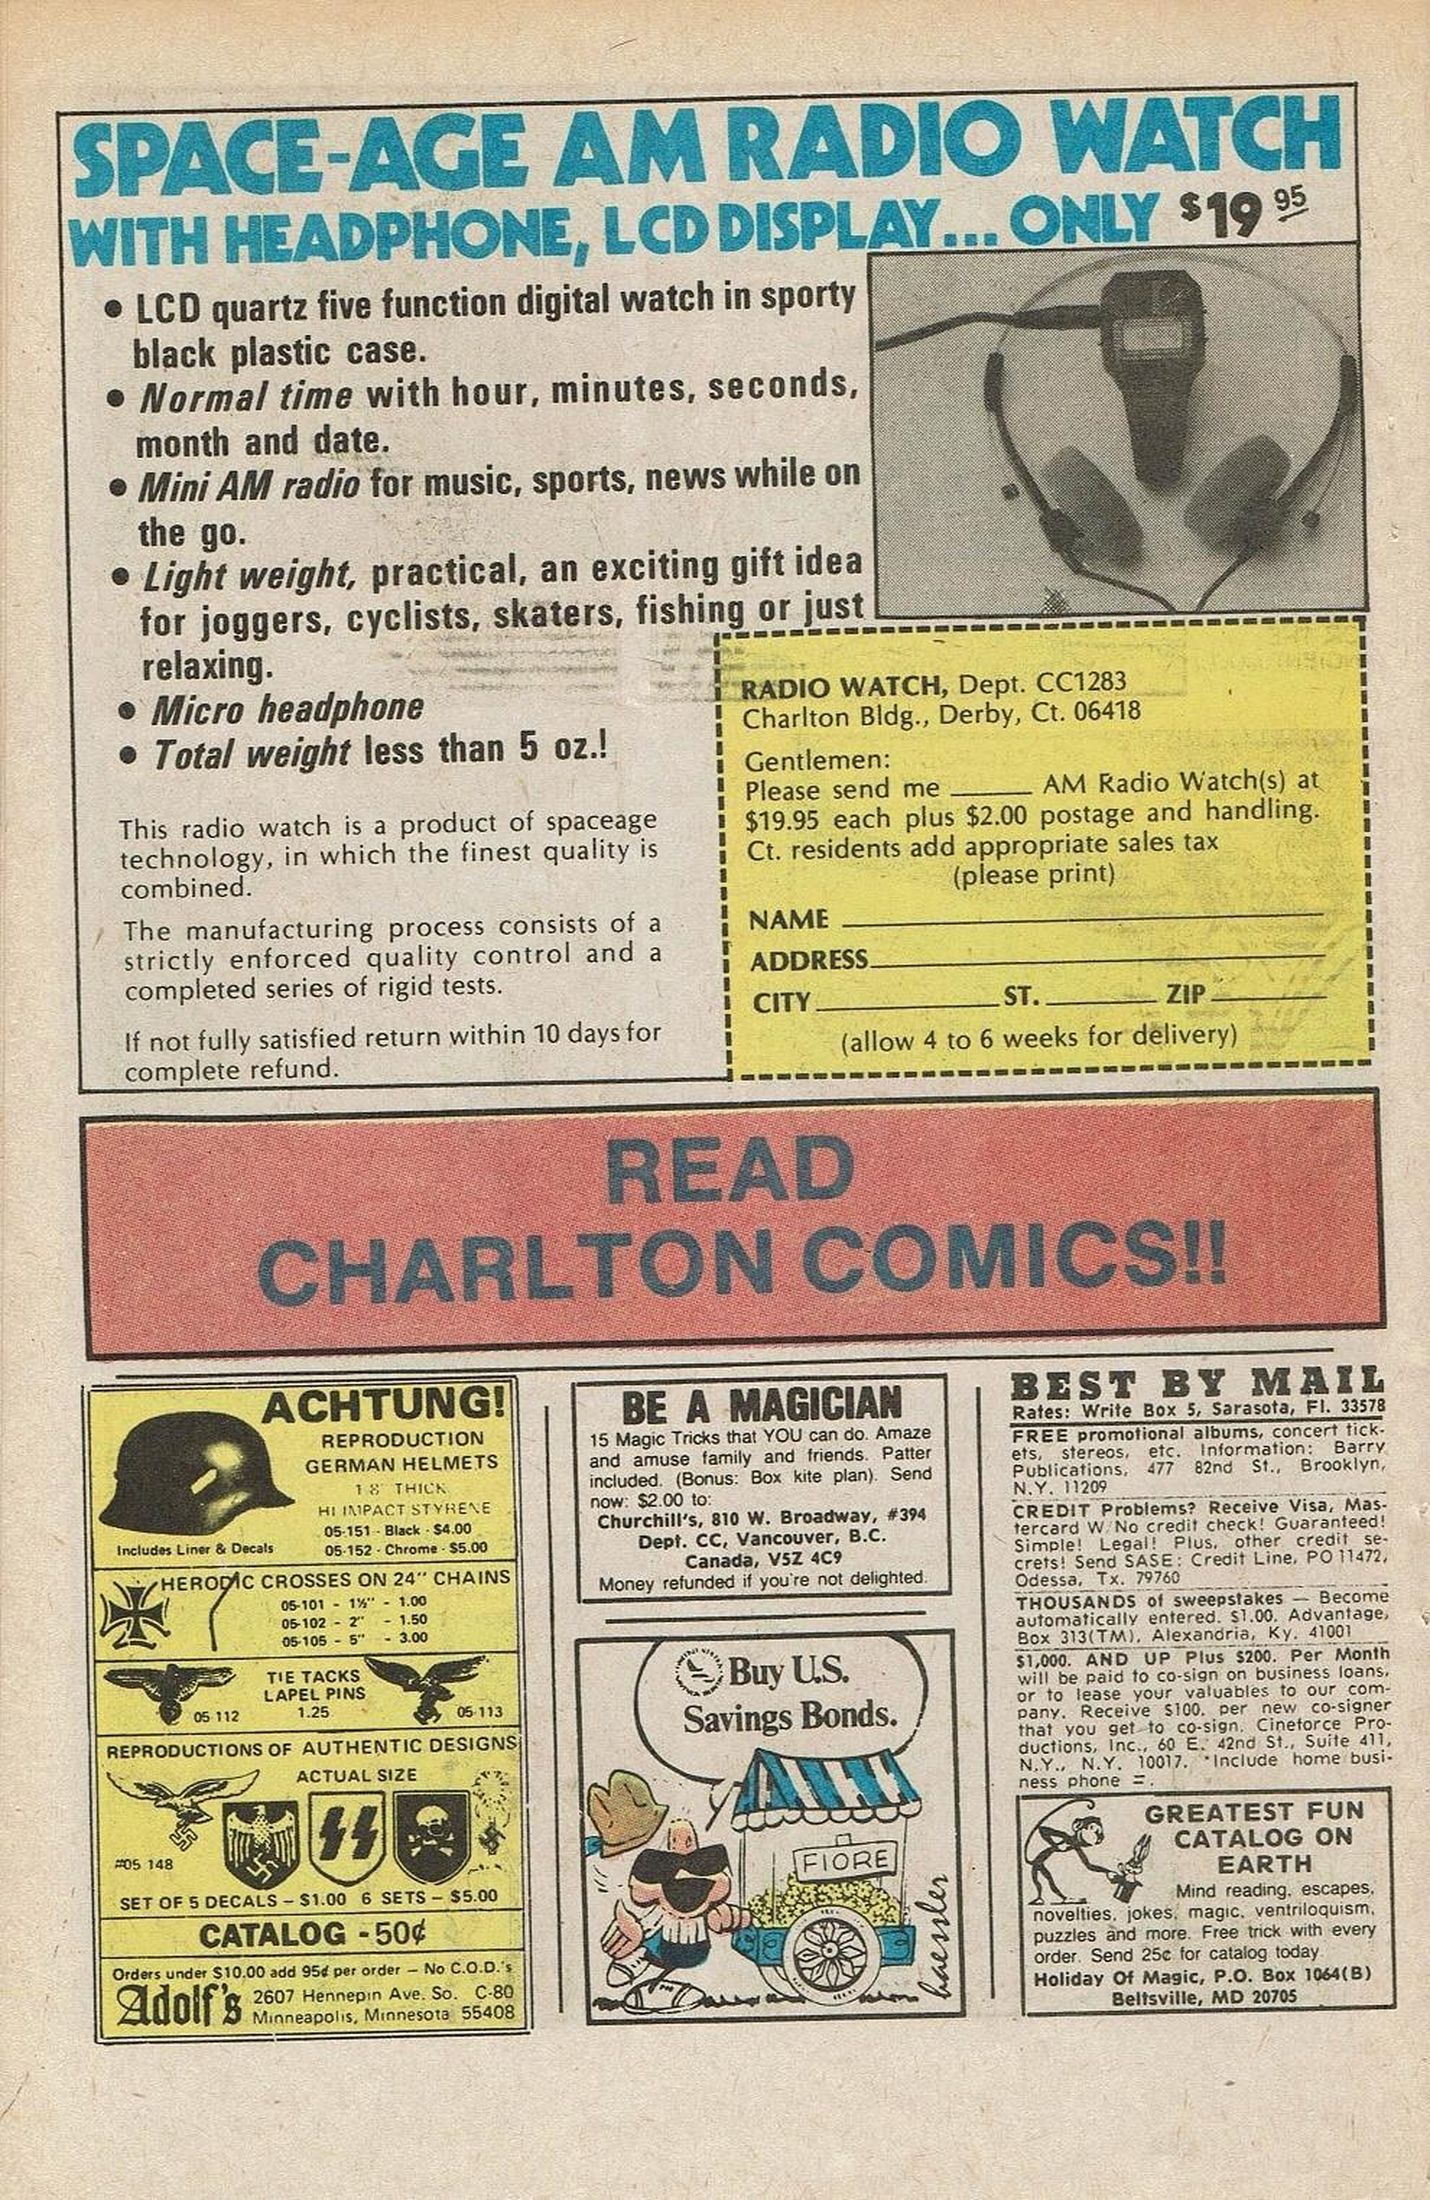 SPACE-AGE AM RADIO WATCH
WITH HEADPHONE, LCD DISPLAY... ONLY $19 95
• LCD quartz five function digital watch in sporty
black plastic case.
• Normal time with hour, minutes, seconds,
month and date.
• Mini AM radio for music, sports, news while on
the go.
• Light weight, practical, an exciting gift idea
for joggers, cyclists, skaters, fishing or just
relaxing.
• Micro headphone
• Total weight less than 5 oz.!
This radio watch is a product of spaceage
technology, in which the finest quality is
combined.
The manufacturing process consists of a
strictly enforced quality control and a
completed series of rigid tests.
If not fully satisfied return within 10 days for
complete refund.
RADIO WATCH, Dept. CC1283
Charlton Bldg., Derby, Ct. 06418
Gentlemen:
Please send me ______ AM Radio Watch(s) at
$19.95 each plus $2.00 postage and handling.
Ct. residents add appropriate sales tax
(please print)
NAME
ADDRESS
CITY ST. ZIP
(allow 4 to 6 weeks for delivery)
READ
CHARLTON COMICS!!
ACHTUNG!
REPRODUCTION
GERMAN HELMETS
1 8" THICK
HI IMPACT STYRENE
05-151 - Black - $4.00
05-152 - Chrome - $5.00
Includes Liner & Decals
HERODIC CROSSES ON 24" CHAINS
05-101 - 1½" - 1.00
05-102 - 2" - 1.50
05-105 - 5" - 3.00
TIE TACKS
LAPEL PINS
1.25
05 112
05-113
REPRODUCTIONS OF AUTHENTIC DESIGNS
ACTUAL SIZE
#05 148
SET OF 5 DECALS – $1.00 6 SETS – $5.00
CATALOG - 50¢
Orders under $10.00 add 95¢ per order – No C.O.D.'s
Adolf's 2607 Hennepin Ave. So. C-80
Minneapolis, Minnesota 55408
BE A MAGICIAN
15 Magic Tricks that YOU can do. Amaze
and amuse family and friends. Patter
included. (Bonus: Box kite plan). Send
now: $2.00 to:
Churchill's, 810 W. Broadway, #394
Dept. CC, Vancouver, B.C.
Canada, V5Z 4C9
Money refunded if you're not delighted.
Buy U.S.
Savings Bonds.
FIORE
haessler
BEST BY MAIL
Rates: Write Box 5, Sarasota, Fl. 33578
FREE promotional albums, concert tick-
ets, stereos, etc. Information: Barry
Publications, 477 82nd St., Brooklyn,
N.Y. 11209
CREDIT Problems? Receive Visa, Mas-
tercard W/No credit check! Guaranteed!
Simple! Legal! Plus, other credit se-
crets! Send SASE: Credit Line, PO 11472,
Odessa, Tx. 79760
THOUSANDS of sweepstakes — Become
automatically entered. $1.00. Advantage,
Box 313(TM), Alexandria, Ky. 41001
$1,000. AND UP Plus $200. Per Month
will be paid to co-sign on business loans,
or to lease your valuables to our com-
pany. Receive $100. per new co-signer
that you get to co-sign. Cineforce Pro-
ductions, Inc., 60 E. 42nd St., Suite 411,
N.Y., N.Y. 10017. *Include home busi-
ness phone =.
GREATEST FUN
CATALOG ON
EARTH
Mind reading, escapes,
novelties, jokes, magic, ventriloquism,
puzzles and more. Free trick with every
order. Send 25¢ for catalog today.
Holiday Of Magic, P.O. Box 1064(B)
Beltsville, MD 20705